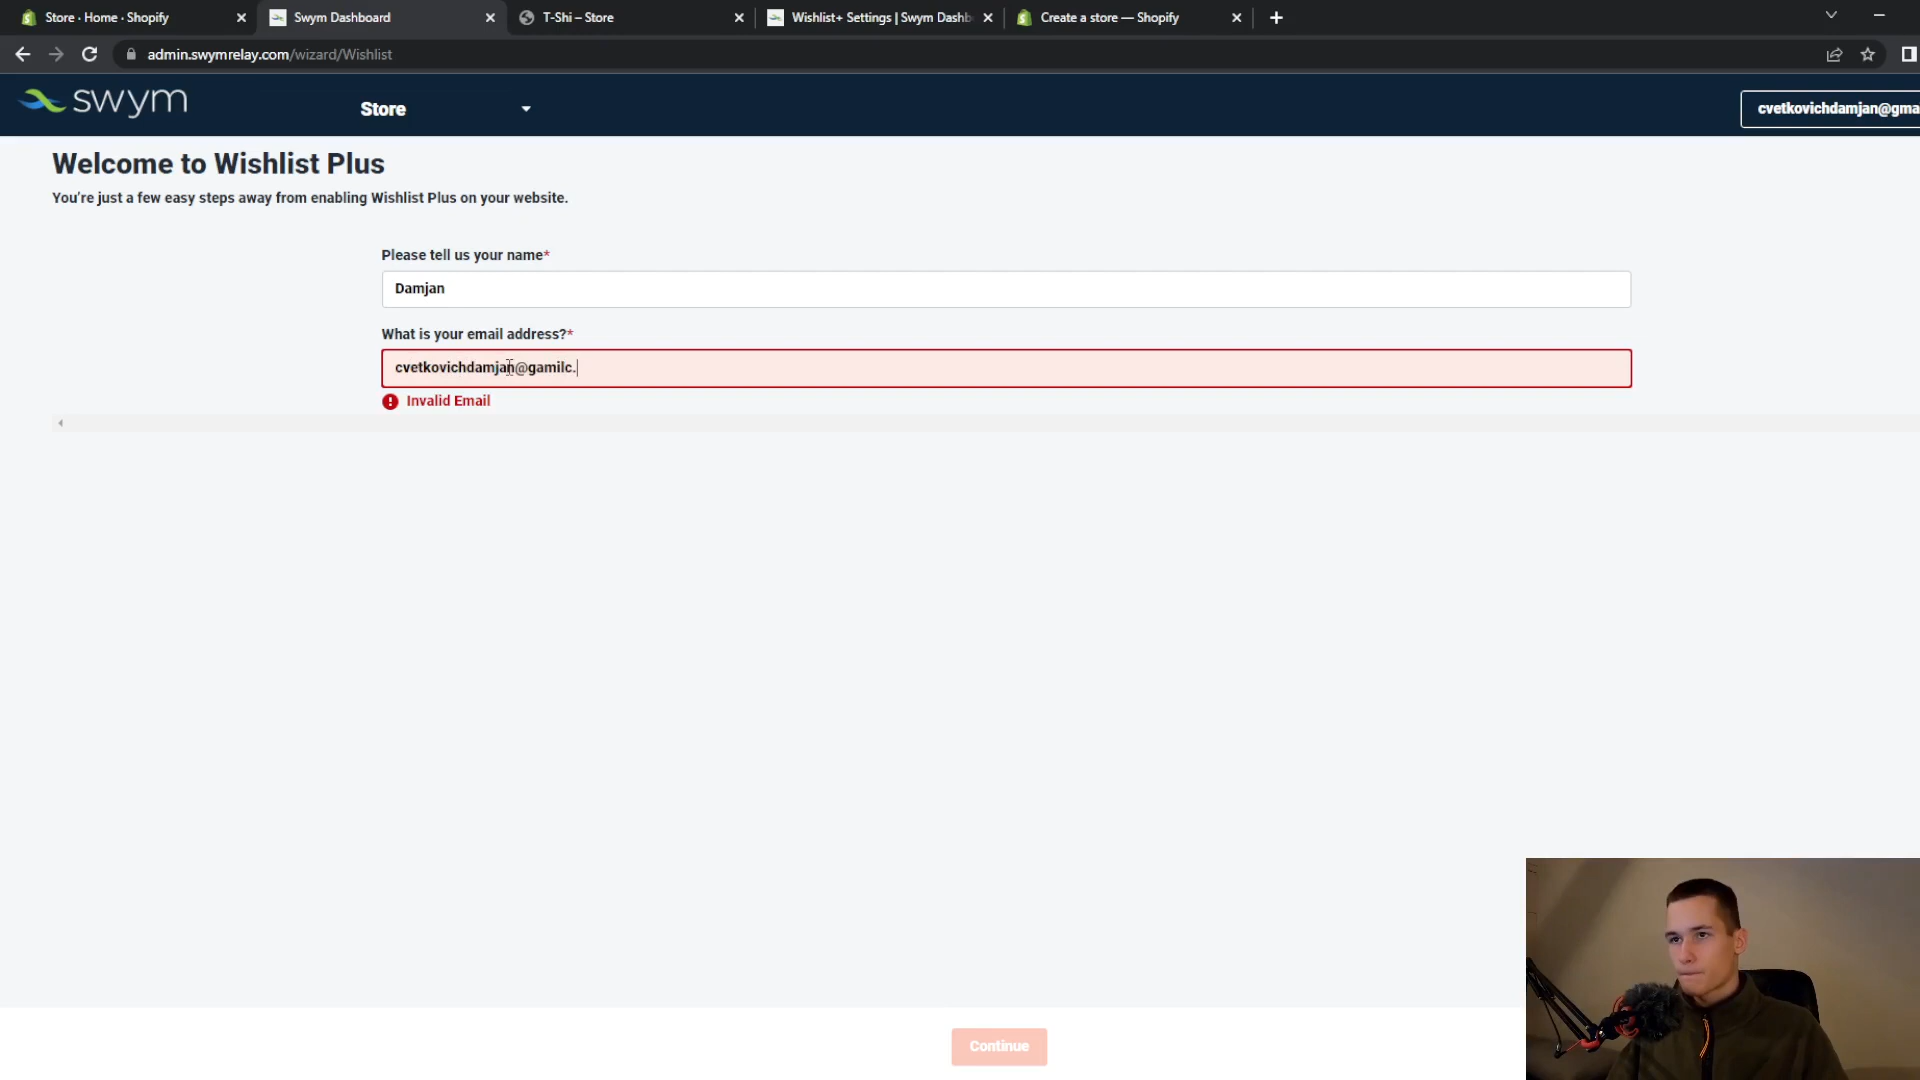 Store · Home · Shopify
Swym Dashboard
T-Shi – Store
Wishlist+ Settings | Swym Dashb
Create a store — Shopify
admin.swymrelay.com/wizard/Wishlist
swym
Store
cvetkovichdamjan@gma
Welcome to Wishlist Plus
You're just a few easy steps away from enabling Wishlist Plus on your website.
Please tell us your name*
Damjan
What is your email address?*
cvetkovichdamjan@gamilc.
Invalid Email
Continue